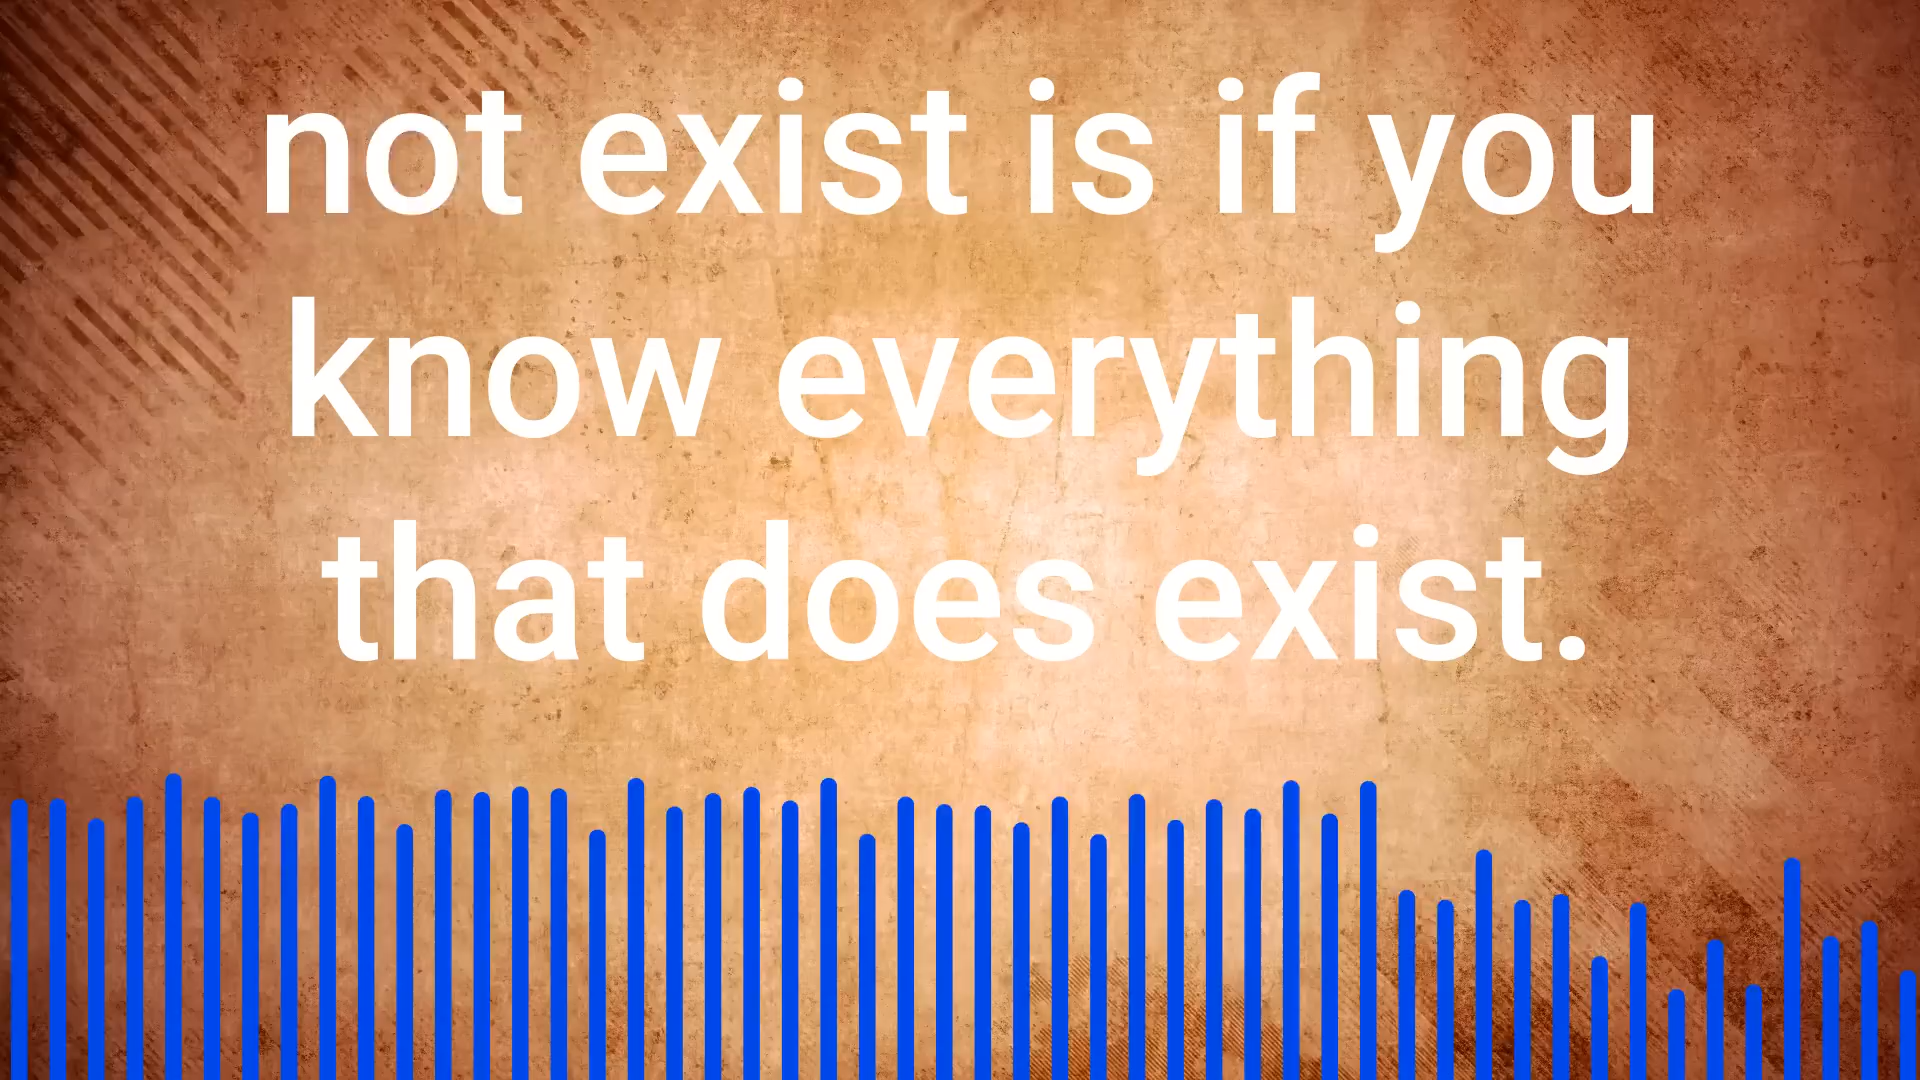 not exist is if you
know everything
that does exist.